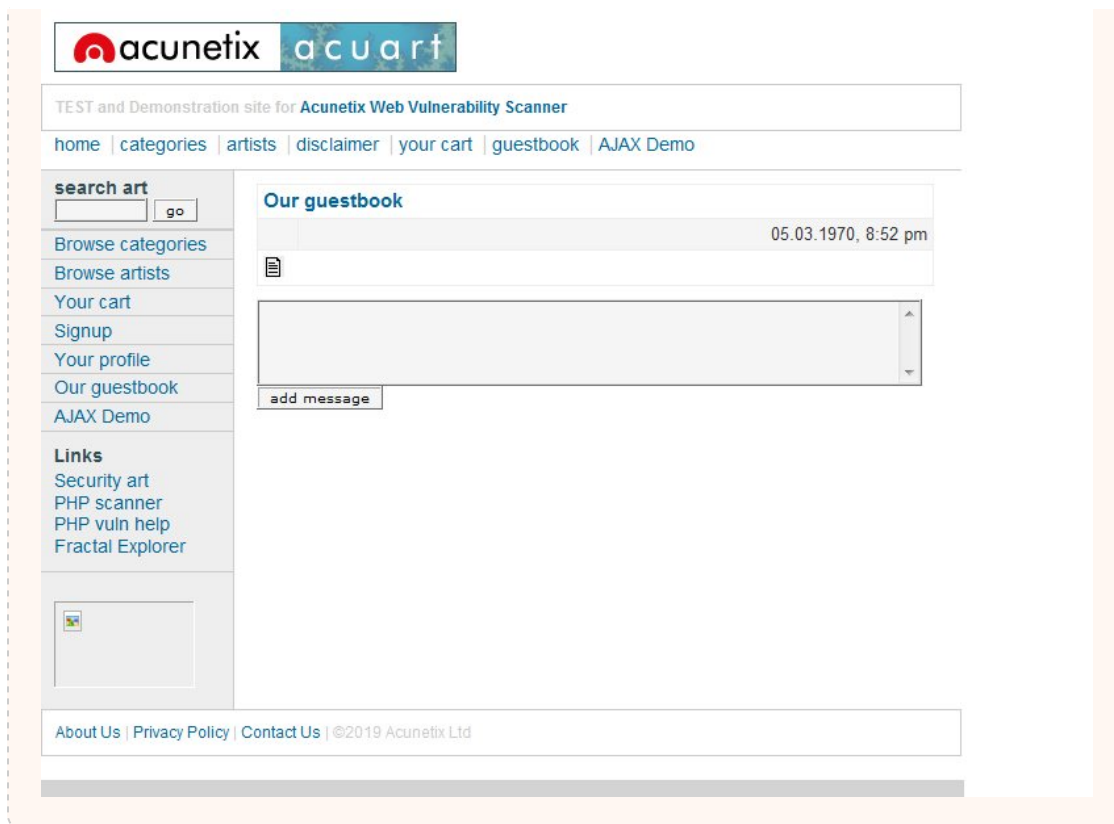 acunetix acuart
TEST and Demonstration site for Acunetix Web Vulnerability Scanner
home | categories | artists | disclaimer | your cart | guestbook | AJAX Demo
search art
go
Browse categories
Browse artists
Your cart
Signup
Your profile
Our guestbook
AJAX Demo
Links
Security art
PHP scanner
PHP vuln help
Fractal Explorer
Our guestbook
05.03.1970, 8:52 pm
add message
About Us | Privacy Policy | Contact Us | ©2019 Acunetix Ltd